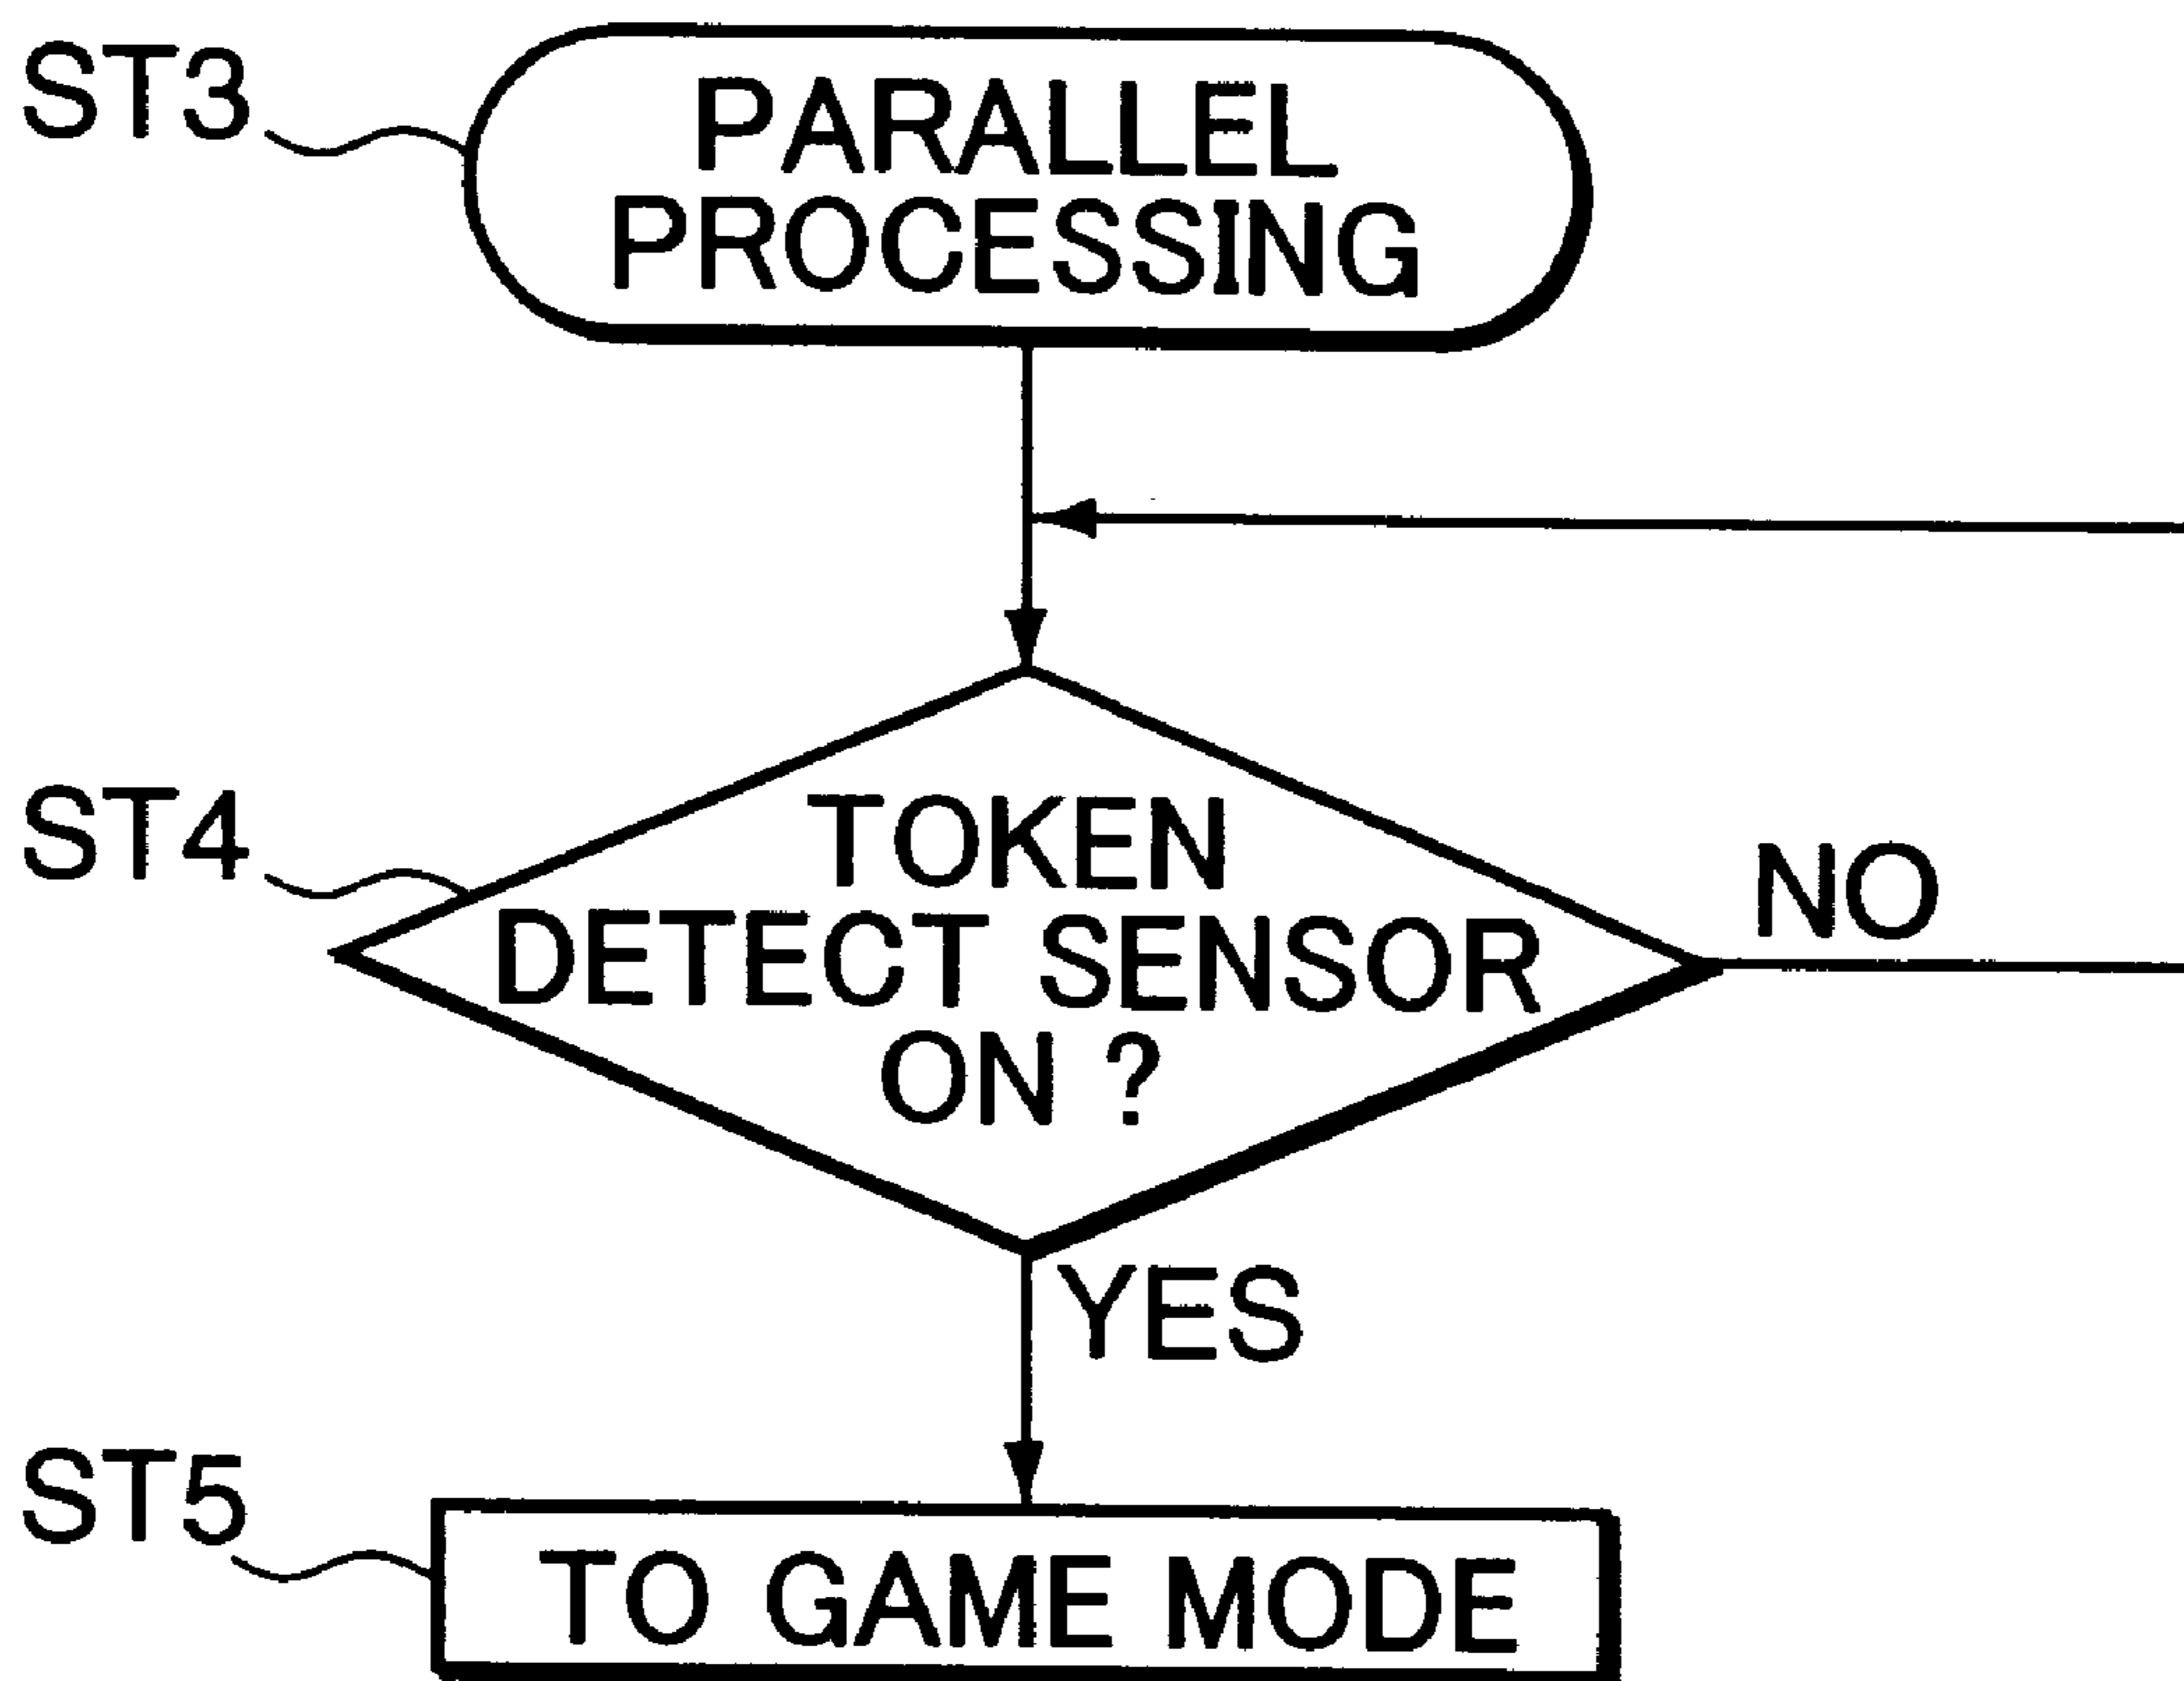 ST3
PARALLEL
PROCESSING
ST4
TOKEN
DETECT SENSOR
ON ?
NO
YES
ST5
TO GAME MODE